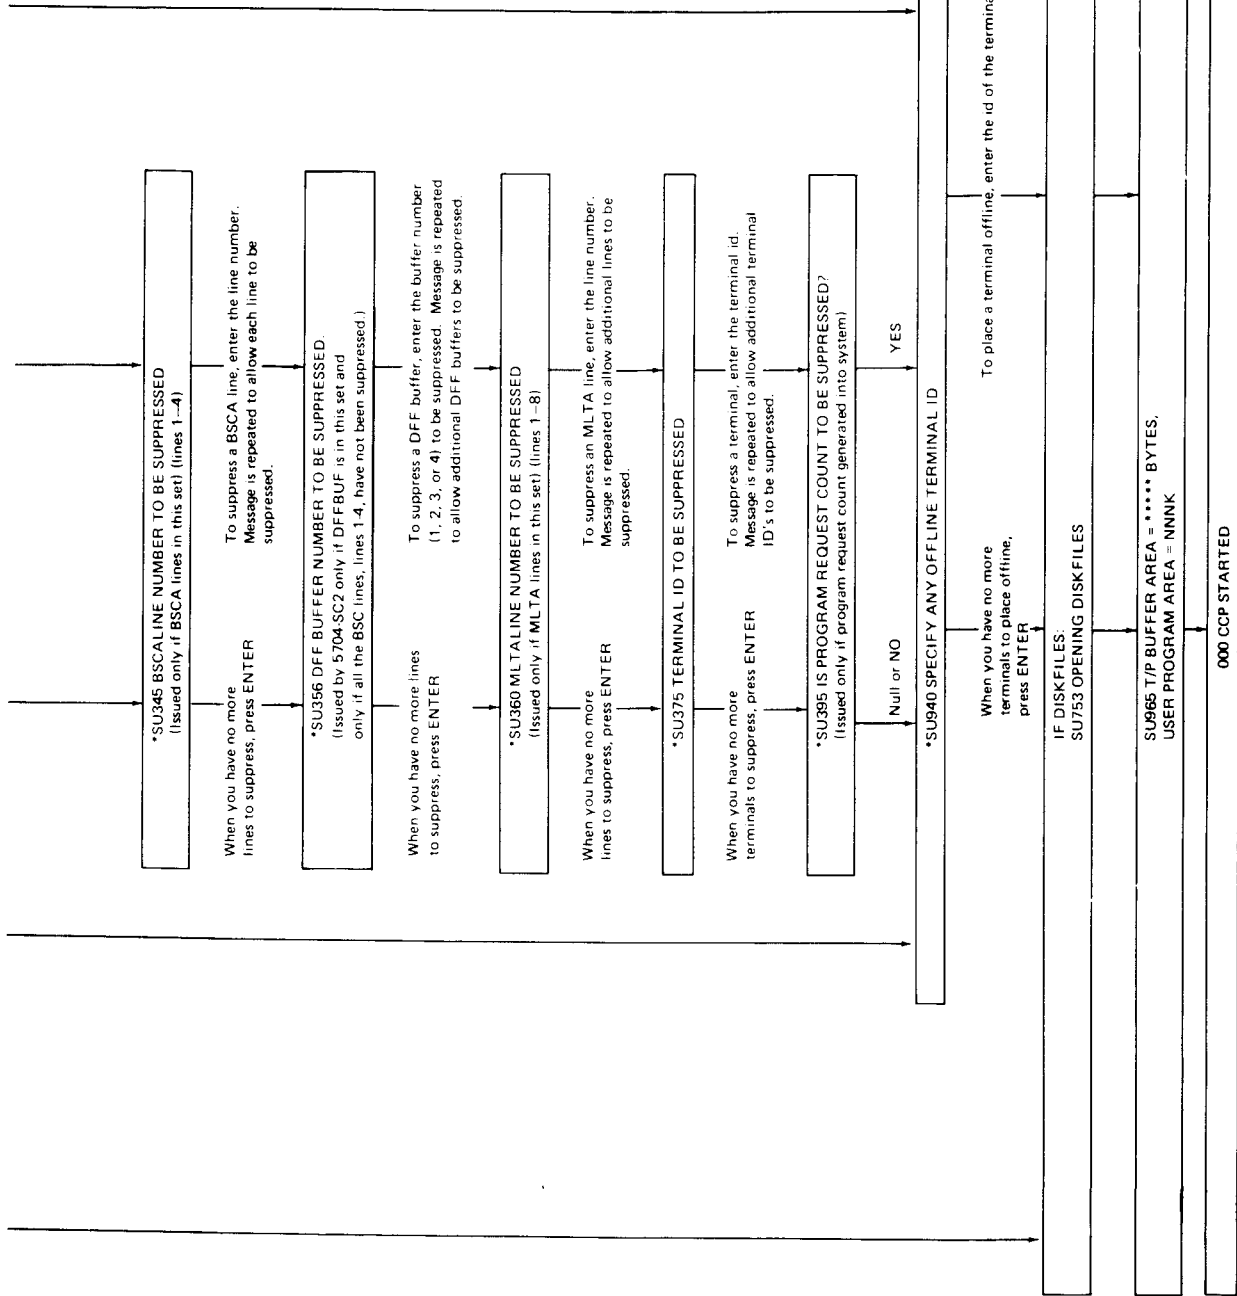 *SU345 BSCALINE NUMBER TO BE SUPPRESSED
(Issued only if BSCA lines in this set) (lines 1–4)
When you have no more
lines to suppress, press ENTER
To suppress a BSCA line, enter the line number.
Message is repeated to allow each line to be
suppressed.
*SU356 DFF BUFFER NUMBER TO BE SUPPRESSED.
(Issued by 5704-SC2 only if DFFBUF is in this set and
only if all the BSC lines, lines 1-4, have not been suppressed.)
When you have no more lines
to suppress, press ENTER
To suppress a DFF buffer, enter the buffer number
(1, 2, 3, or 4) to be suppressed. Message is repeated
to allow additional DFF buffers to be suppressed.
*SU360 MLTALINE NUMBER TO BE SUPPRESSED
(Issued only if MLTA lines in this set) (lines 1–8)
When you have no more
lines to suppress, press ENTER
To suppress an MLTA line, enter the line number.
Message is repeated to allow additional lines to be
suppressed.
*SU375 TERMINAL ID TO BE SUPPRESSED
When you have no more
terminals to suppress, press ENTER
To suppress a terminal, enter the terminal id.
Message is repeated to allow additional terminal
ID's to be suppressed.
*SU395 IS PROGRAM REQUEST COUNT TO BE SUPPRESSED?
(Issued only if program request count generated into system)
Null or NO
YES
*SU940 SPECIFY ANY OFFLINE TERMINAL ID
When you have no more
terminals to place offline,
press ENTER
To place a terminal offline, enter the id of the termina
IF DISKFILES:
SU753 OPENING DISKFILES
SU965 T/P BUFFER AREA = ***** BYTES,
USER PROGRAM AREA = NNNK
000 CCP STARTED